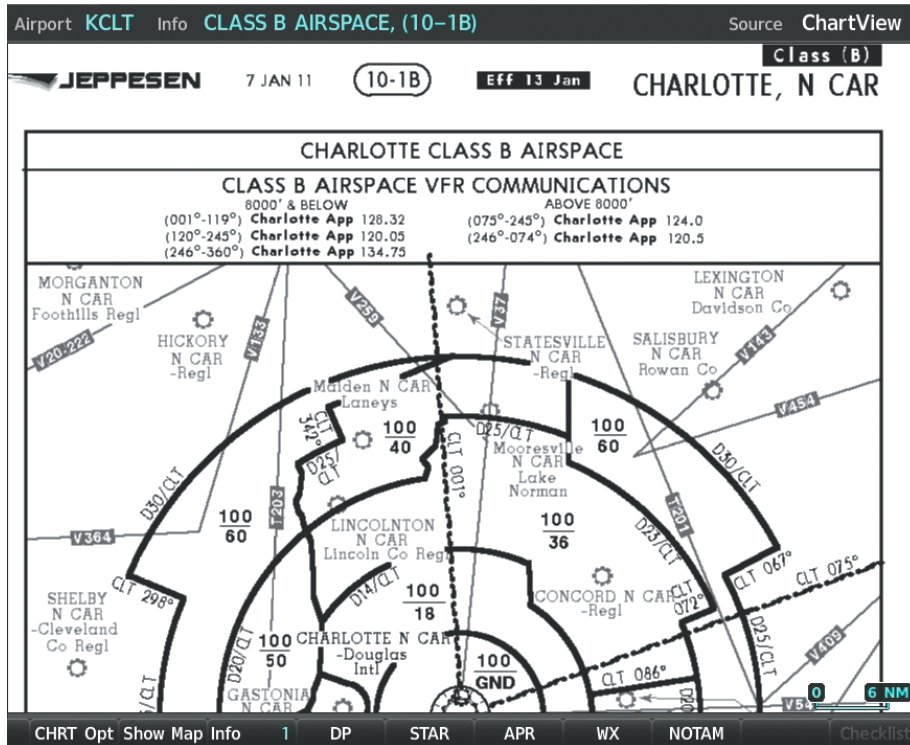 Airport KCLT Info CLASS B AIRSPACE, (10-1B) Source ChartView
Class (B)
JEPPESEN 7 JAN 11 10-1B Eff 13 Jan CHARLOTTE, N CAR
CHARLOTTE CLASS B AIRSPACE
CLASS B AIRSPACE VFR COMMUNICATIONS
8000' & BELOW
(001°-119°) Charlotte App 128.32
(120°-245°) Charlotte App 120.05
(246°-360°) Charlotte App 134.75
ABOVE 8000'
(075°-245°) Charlotte App 124.0
(246°-074°) Charlotte App 120.5
MORGANTON
N CAR
Foothills Regl
V20-222
HICKORY
N CAR
-Regl
V133
V259
V37
STATESVILLE
N CAR
-Regl
LEXINGTON
N CAR
Davidson Co
SALISBURY
N CAR
Rowan Co
V143
V454
Maiden N CAR
Laneys
CLT
342°
D25/
CLT
100
40
CLT 001°
D25/CLT
100
60
D30/CLT
Mooresville
N CAR
Lake
Norman
D30/CLT
100
60
T203
V364
LINCOLNTON
N CAR
Lincoln Co Regl
100
36
T201
D23/CLT
CLT 298°
D14/CLT
100
18
CONCORD N CAR
-Regl
CLT
072°
CLT 067°
CLT 075°
SHELBY
N CAR
-Cleveland
Co Regl
D20/CLT
100
50
CHARLOTTE N CAR
-Douglas
Intl
100
GND
CLT 086°
D25/CLT
V409
GASTONIA
N CAR
5/CLT
D20
V54
0 6 NM
CHRT Opt Show Map Info 1 DP STAR APR WX NOTAM Checklist